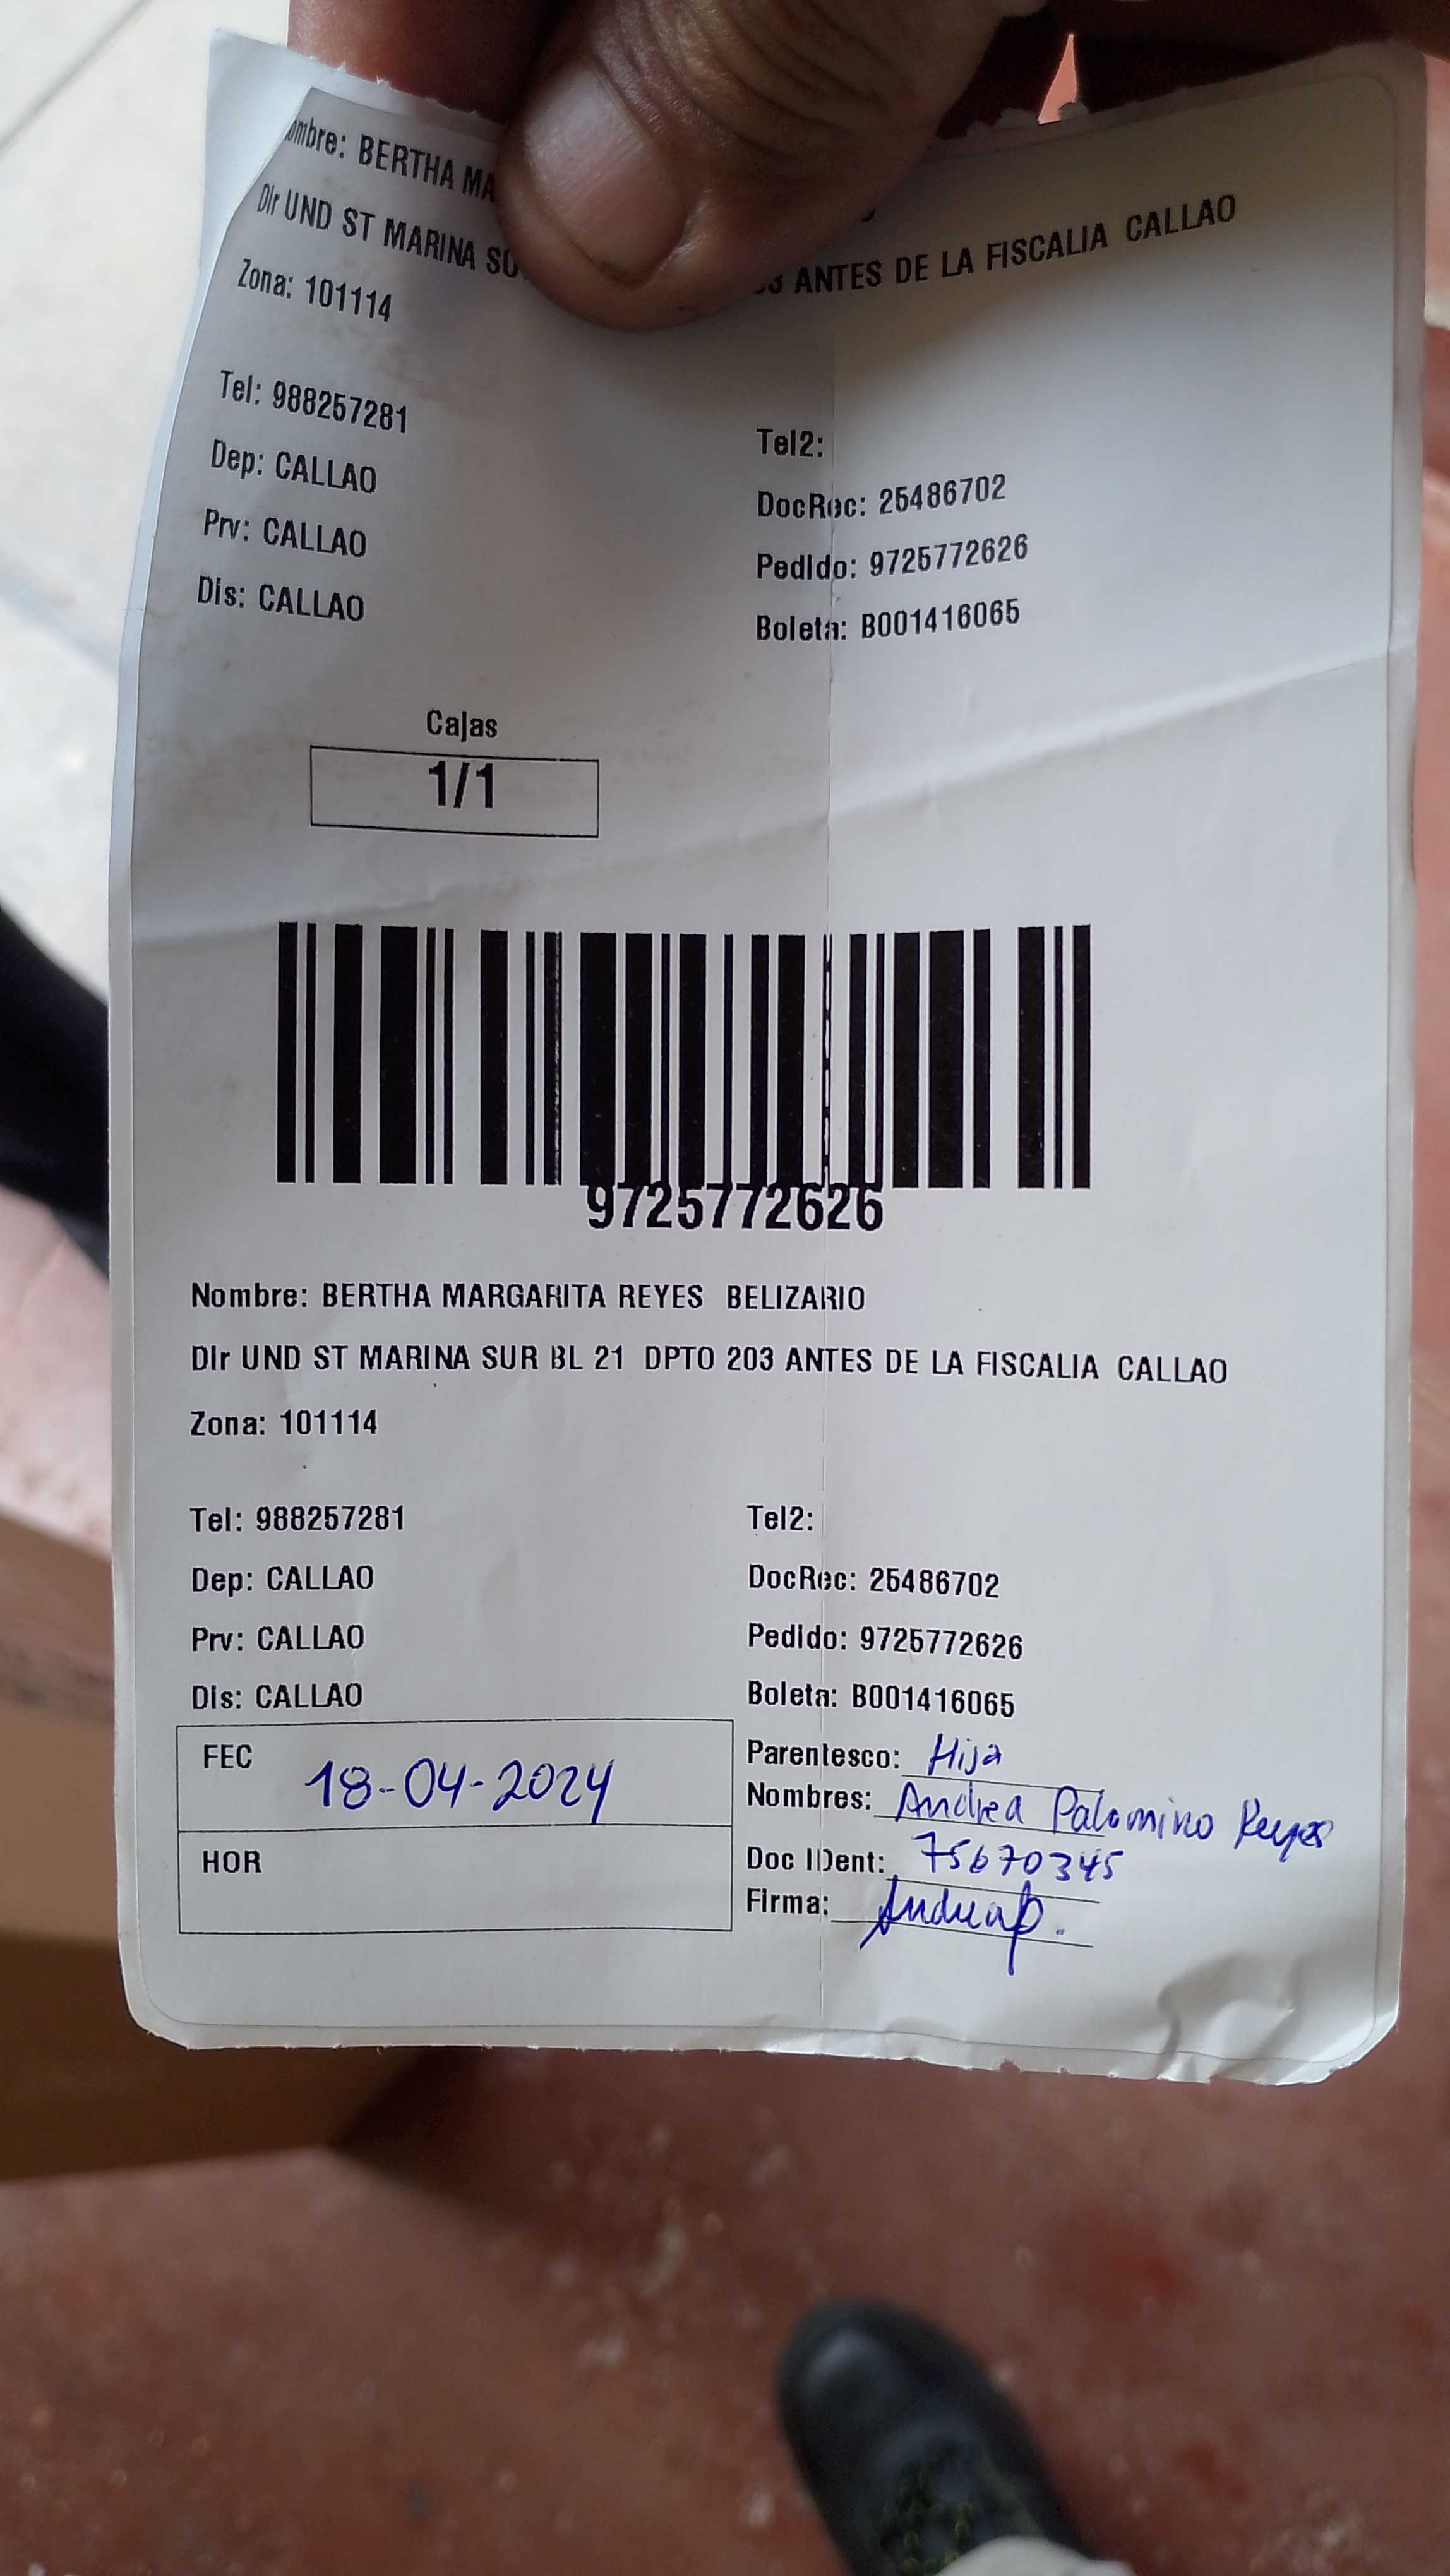 ombre: BERTHA MA
Dir UND ST MARINA SU 03 ANTES DE LA FISCALIA CALLAO
Zona: 101114
Tel: 988257281 Tel2:
Dep: CALLAO DocRec: 25486702
Prv: CALLAO Pedido: 9725772626
Dis: CALLAO Boleta: B001416065
Cajas
1/1
9725772626
Nombre: BERTHA MARGARITA REYES BELIZARIO
Dir UND ST MARINA SUR BL 21 DPTO 203 ANTES DE LA FISCALIA CALLAO
Zona: 101114
Tel: 988257281 Tel2:
Dep: CALLAO DocRec: 25486702
Prv: CALLAO Pedido: 9725772626
Dis: CALLAO Boleta: B001416065
FEC 18-04-2024 Parentesco: Hija
Nombres: Andrea Palomino Reyes
HOR Doc IDent: 75670345
Firma: Andreap.